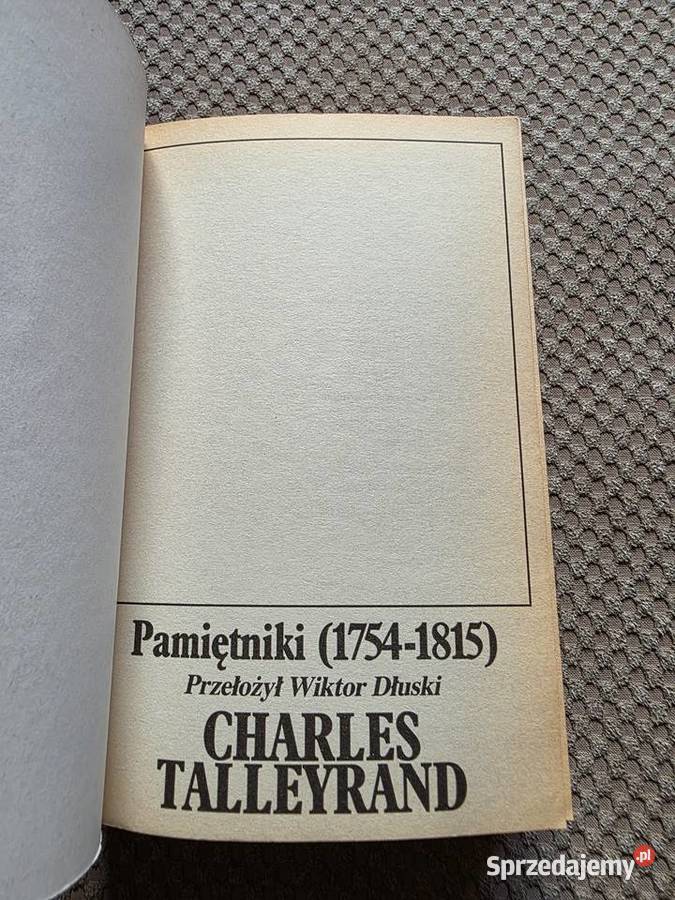 Pamiętniki (1754-1815)
Przełożył Wiktor Dłuski
CHARLES
TALLEYRAND
Sprzedajemy.pl